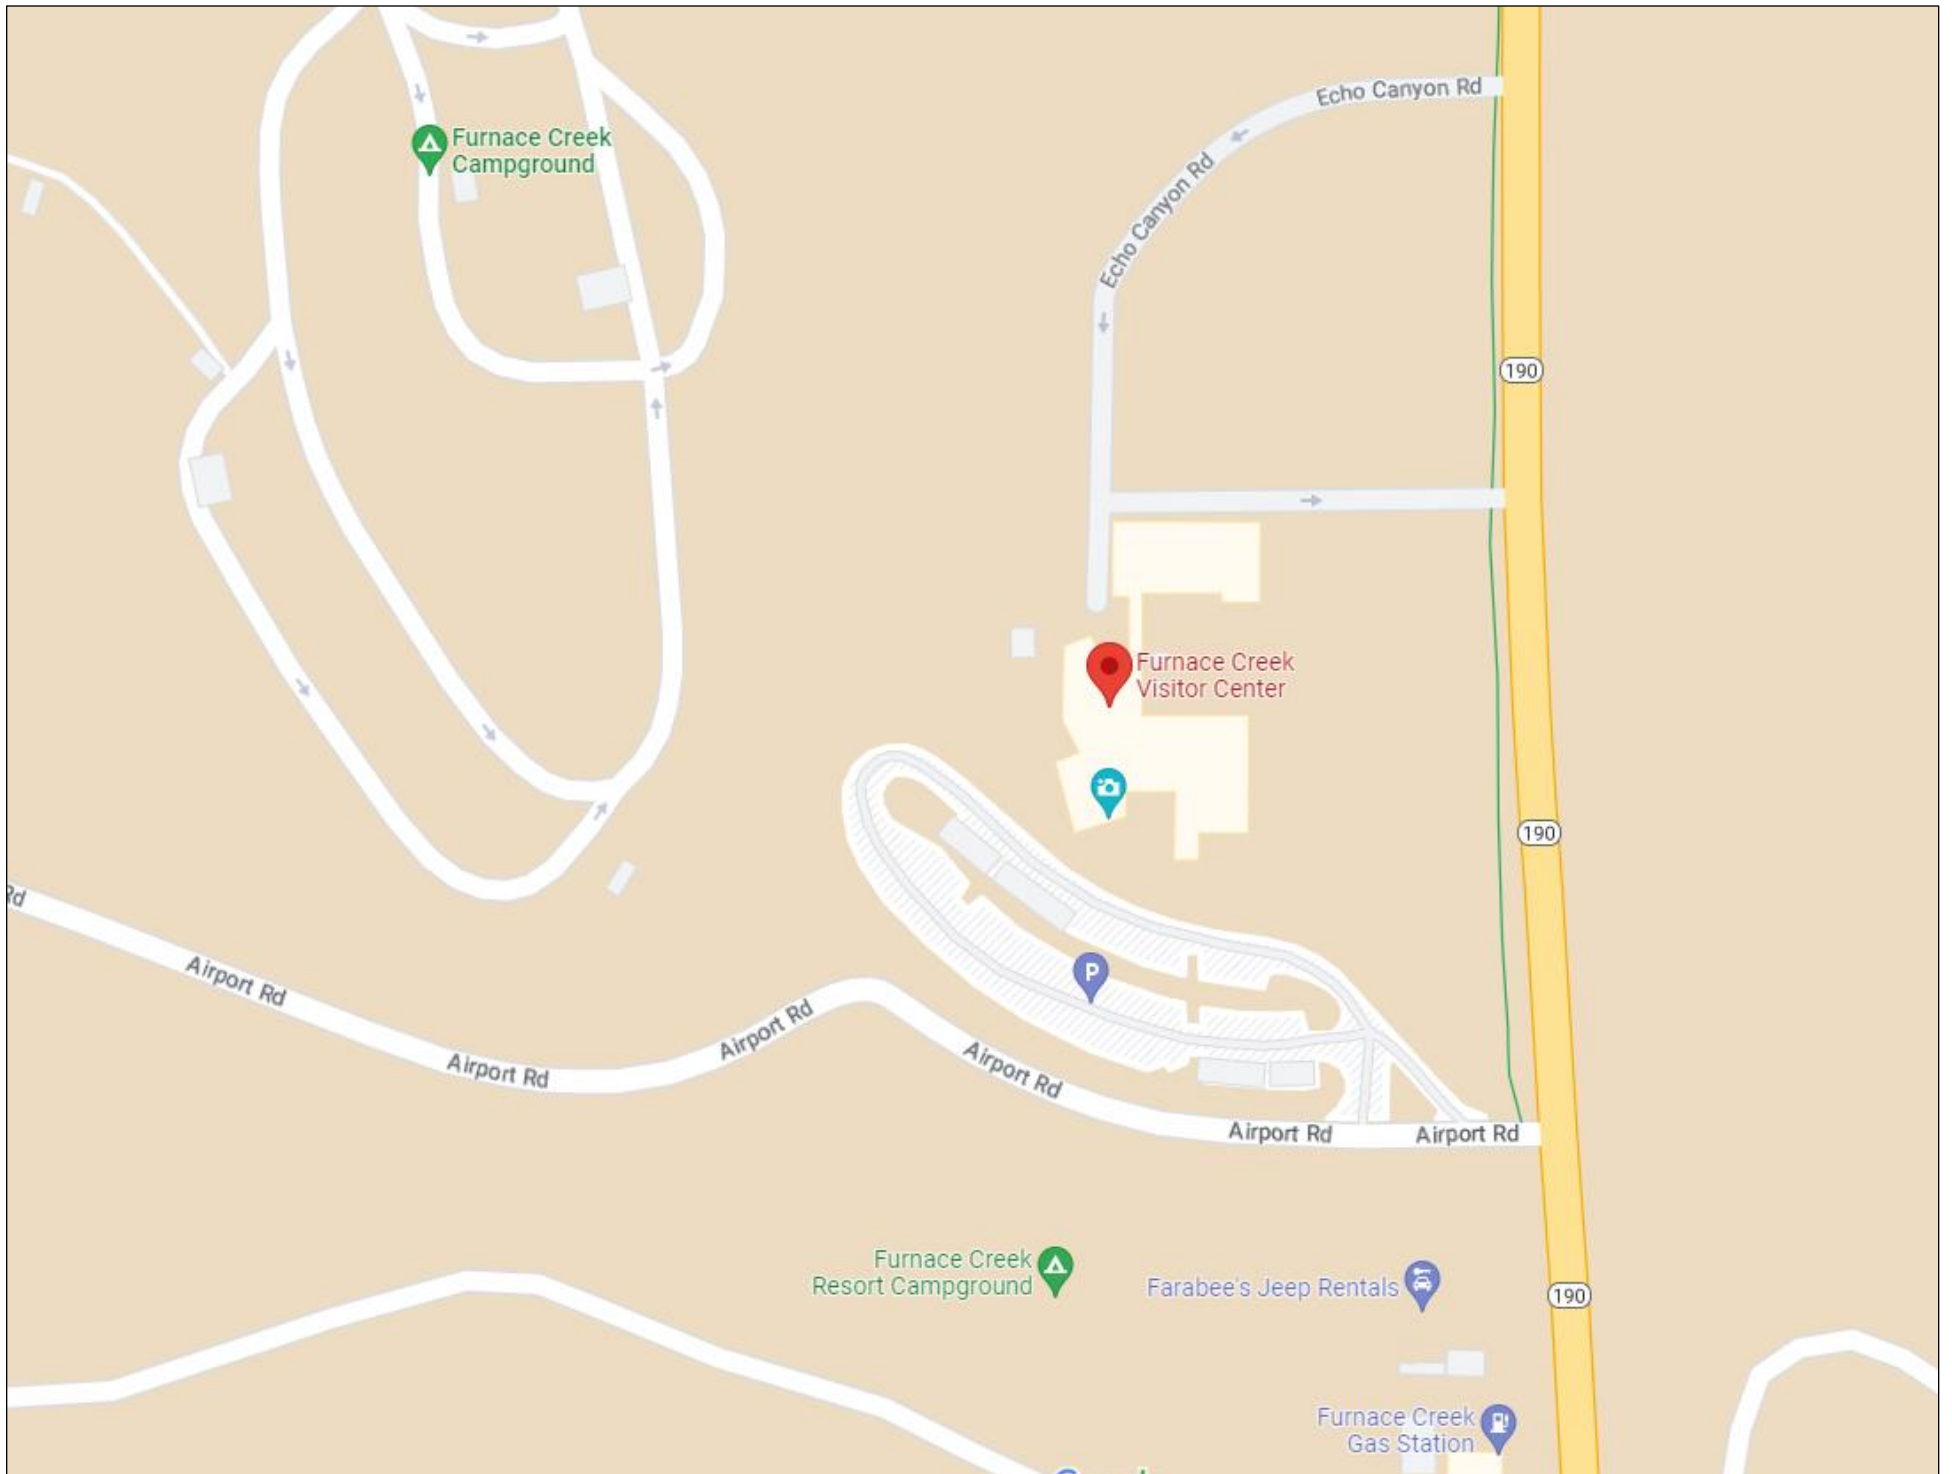 Echo Canyon Rd
Furnace Creek
Campground
Echo Canyon Rd
190
Furnace Creek
Visitor Center
190
Rd
Airport Rd
P
Airport Rd
Airport Rd
Airport Rd
Airport Rd
Airport Rd
Furnace Creek
Resort Campground
Farabee's Jeep Rentals
190
Furnace Creek
Gas Station